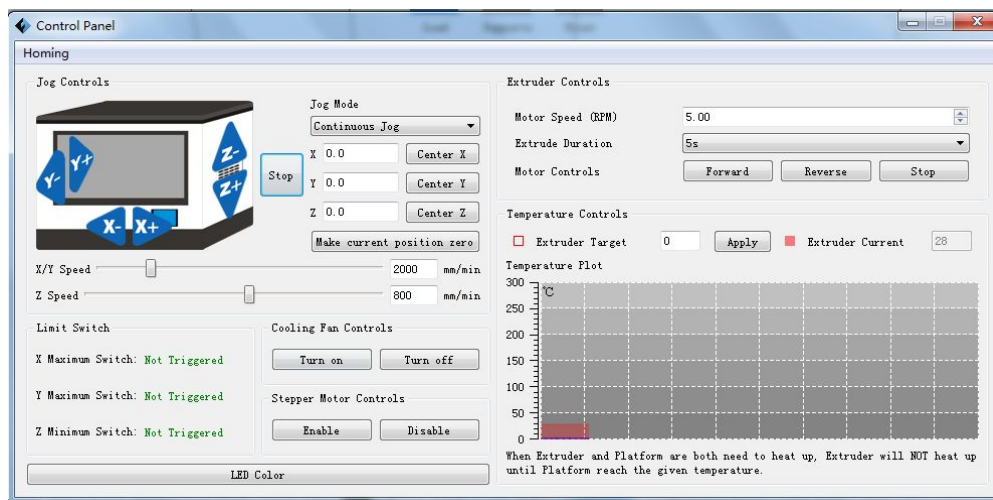 Control Panel
Homing
Jog Controls
Jog Mode
Continuous Jog
X 0.0 Center X
Y 0.0 Center Y
Z 0.0 Center Z
Make current position zero
Y- Y+
Z-
Z+
X- X+
Stop
X/Y Speed 2000 mm/min
Z Speed 800 mm/min
Limit Switch
X Maximum Switch: Not Triggered
Y Maximum Switch: Not Triggered
Z Minimum Switch: Not Triggered
Cooling Fan Controls
Turn on Turn off
Stepper Motor Controls
Enable Disable
LED Color
Extruder Controls
Motor Speed (RPM) 5.00
Extrude Duration 5s
Motor Controls Forward Reverse Stop
Temperature Controls
Extruder Target 0 Apply Extruder Current 28
Temperature Plot
°C
300
250
200
150
100
50
0
When Extruder and Platform are both need to heat up, Extruder will NOT heat up
until Platform reach the given temperature.